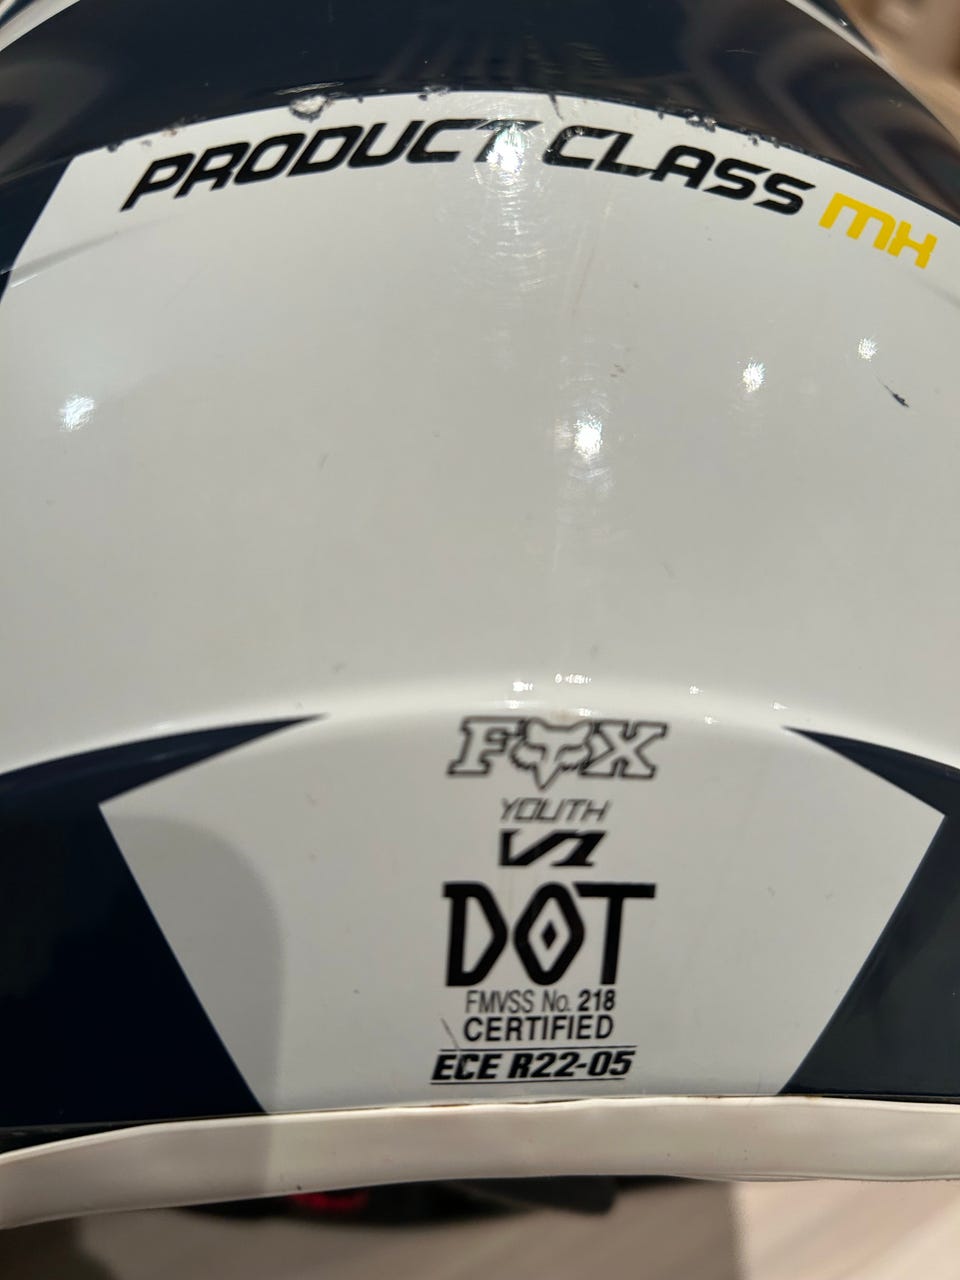 PRODUCT CLASS MX
FOX
YOUTH
V1
DOT
FMVSS No. 218
CERTIFIED
ECE R22-05